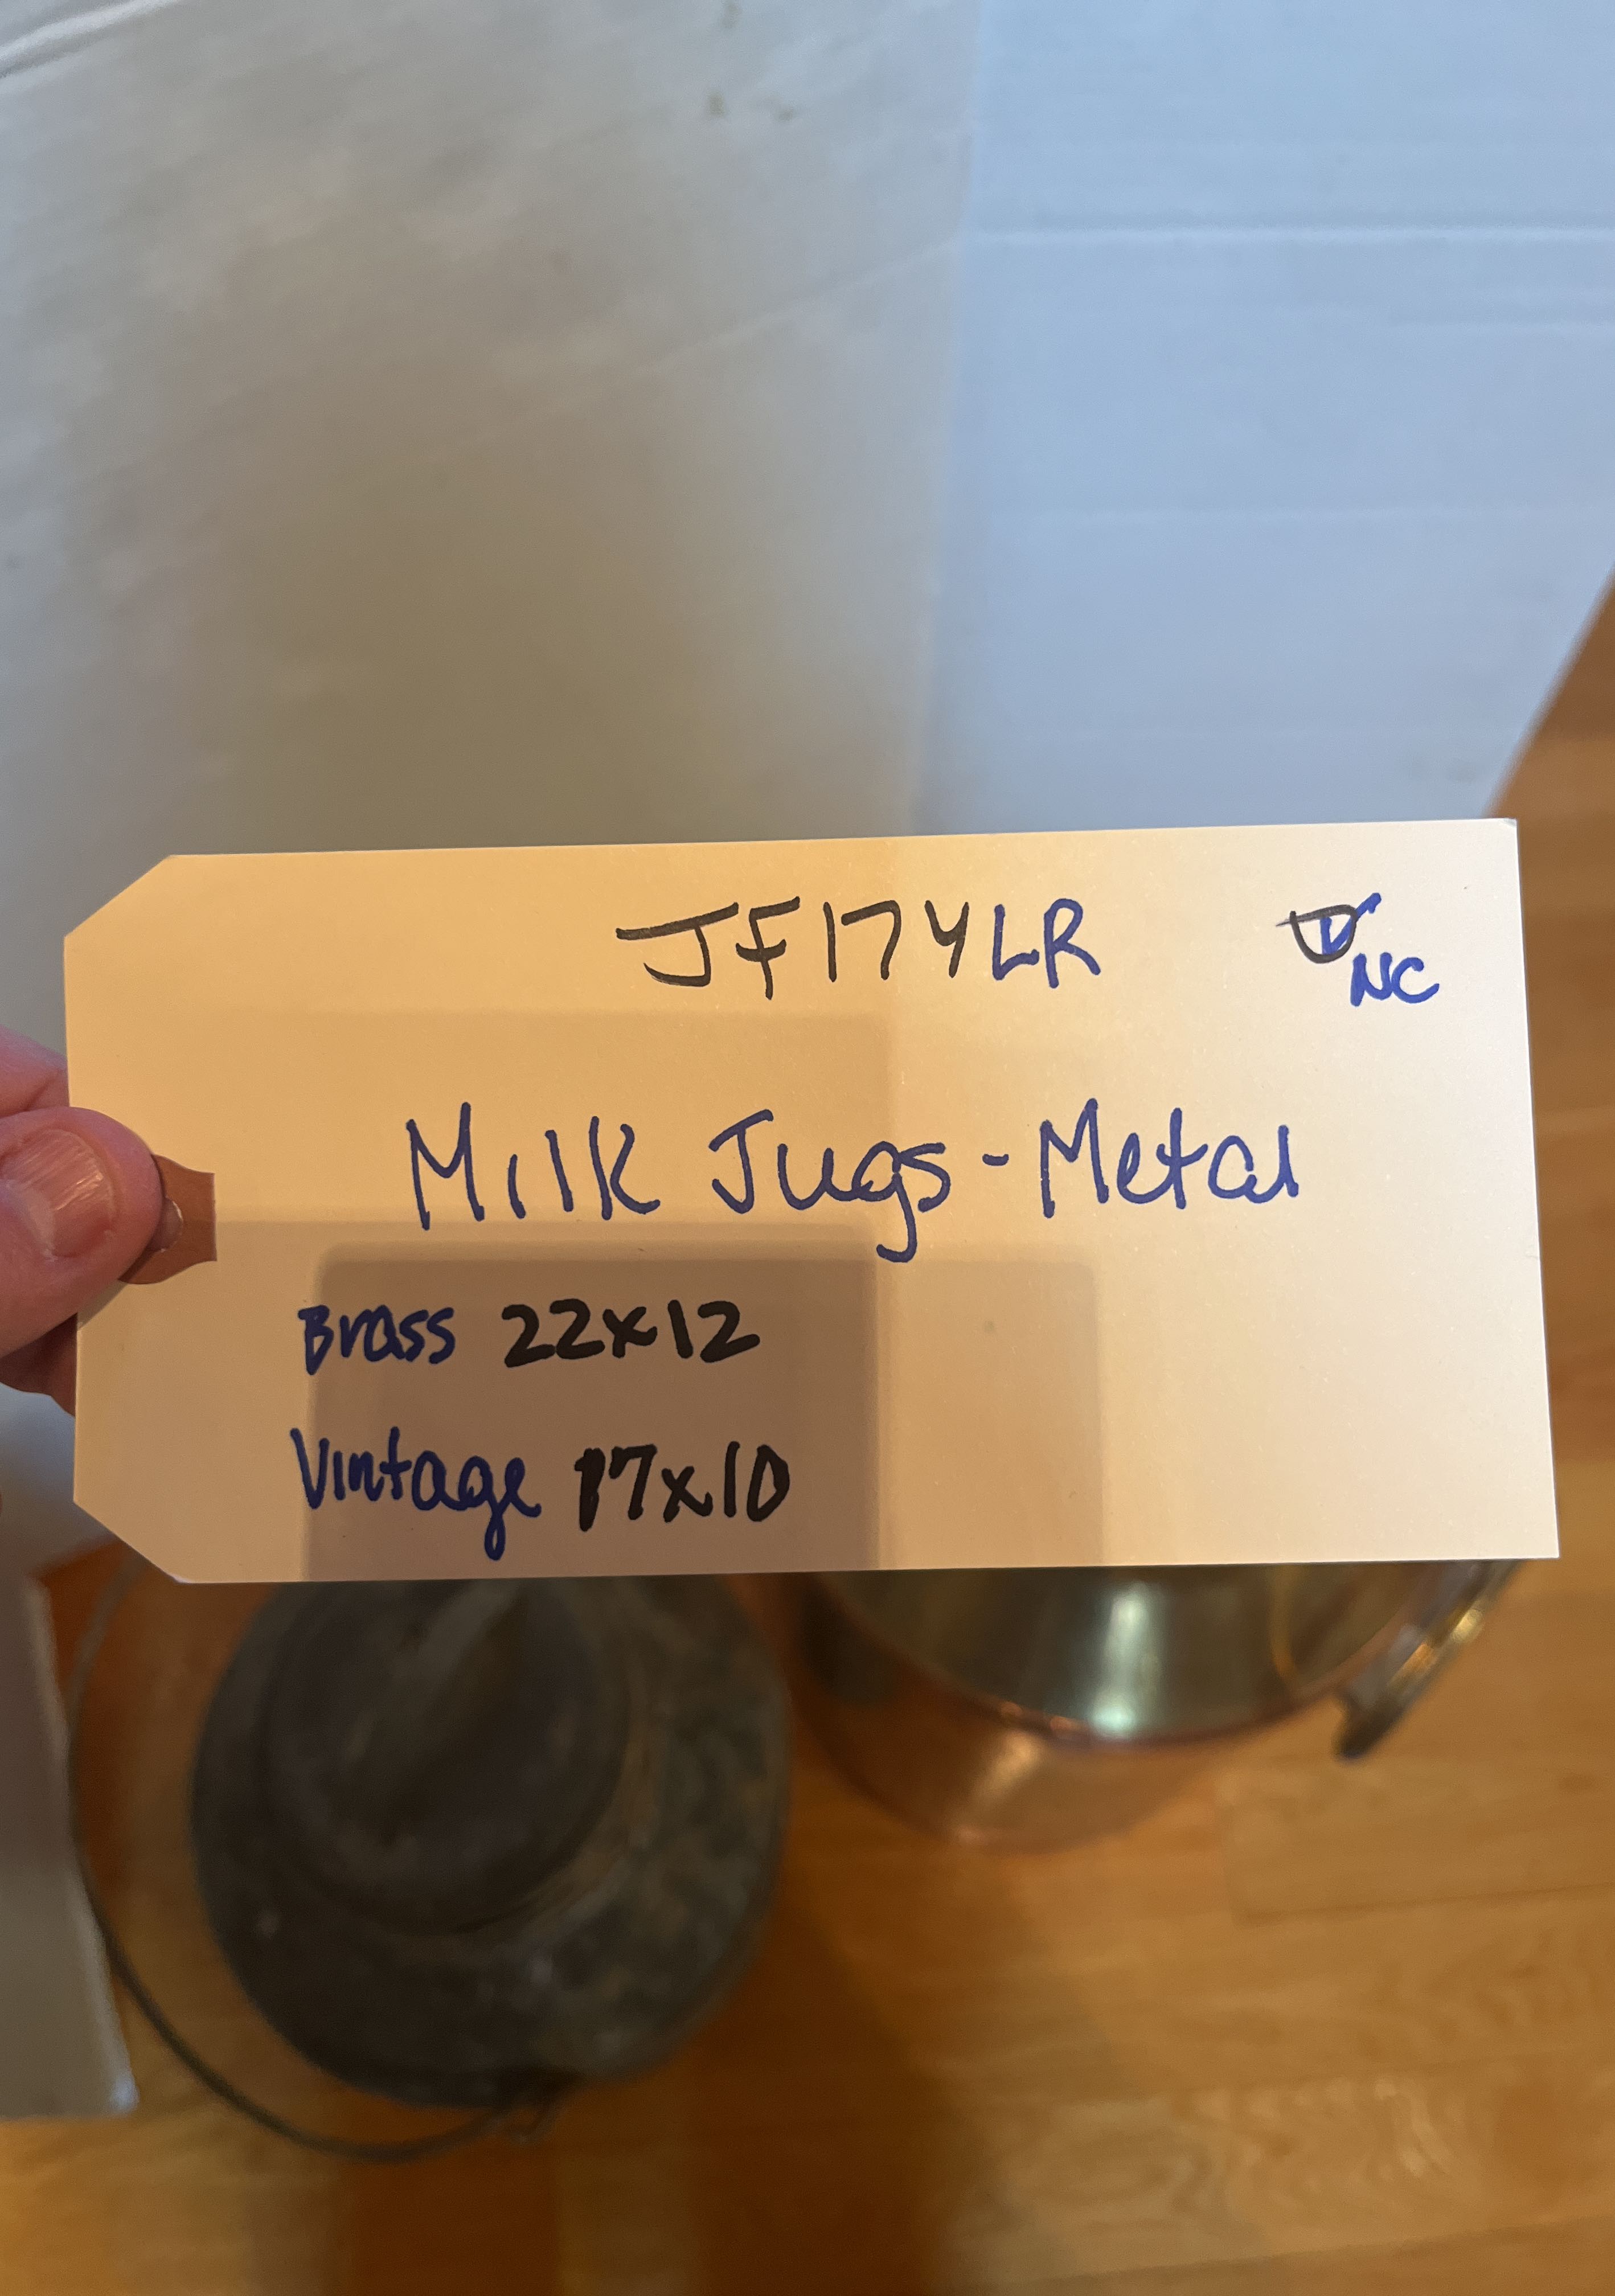 JF174LR
NC
Milk Jugs - Metal
Brass 22x12
Vintage 17x10